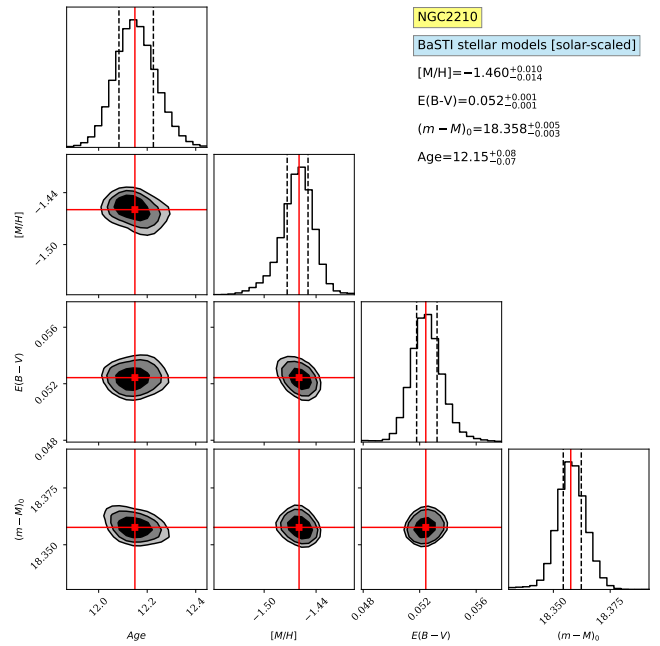 NGC2210
BaSTI stellar models [solar-scaled]
[M/H]=−1.460+0.010 −0.014
E(B-V)=0.052+0.001 −0.001
(m − M)0=18.358+0.005 −0.003
Age=12.15+0.08 −0.07
−1.44
−1.50
[M/H]
0.056
0.052
0.048
E(B − V)
18.375
18.350
(m − M)0
12.0 12.2 12.4
−1.50 −1.44
0.048 0.052 0.056
18.350 18.375
Age [M/H] E(B − V) (m − M)0